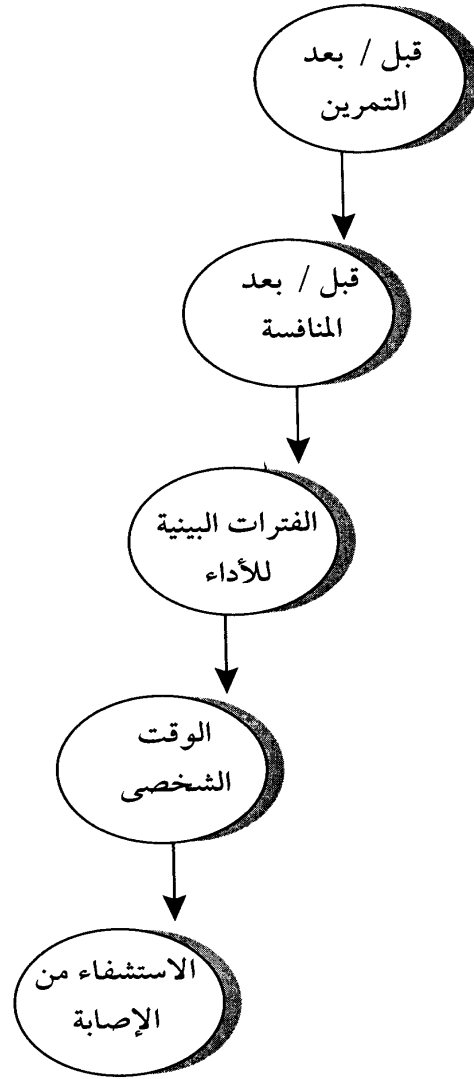 قبل / بعد
التمرين
قبل / بعد
المنافسة
الفترات البينية
للأداء
الوقت
الشخصى
الاستشفاء من
الإصابة